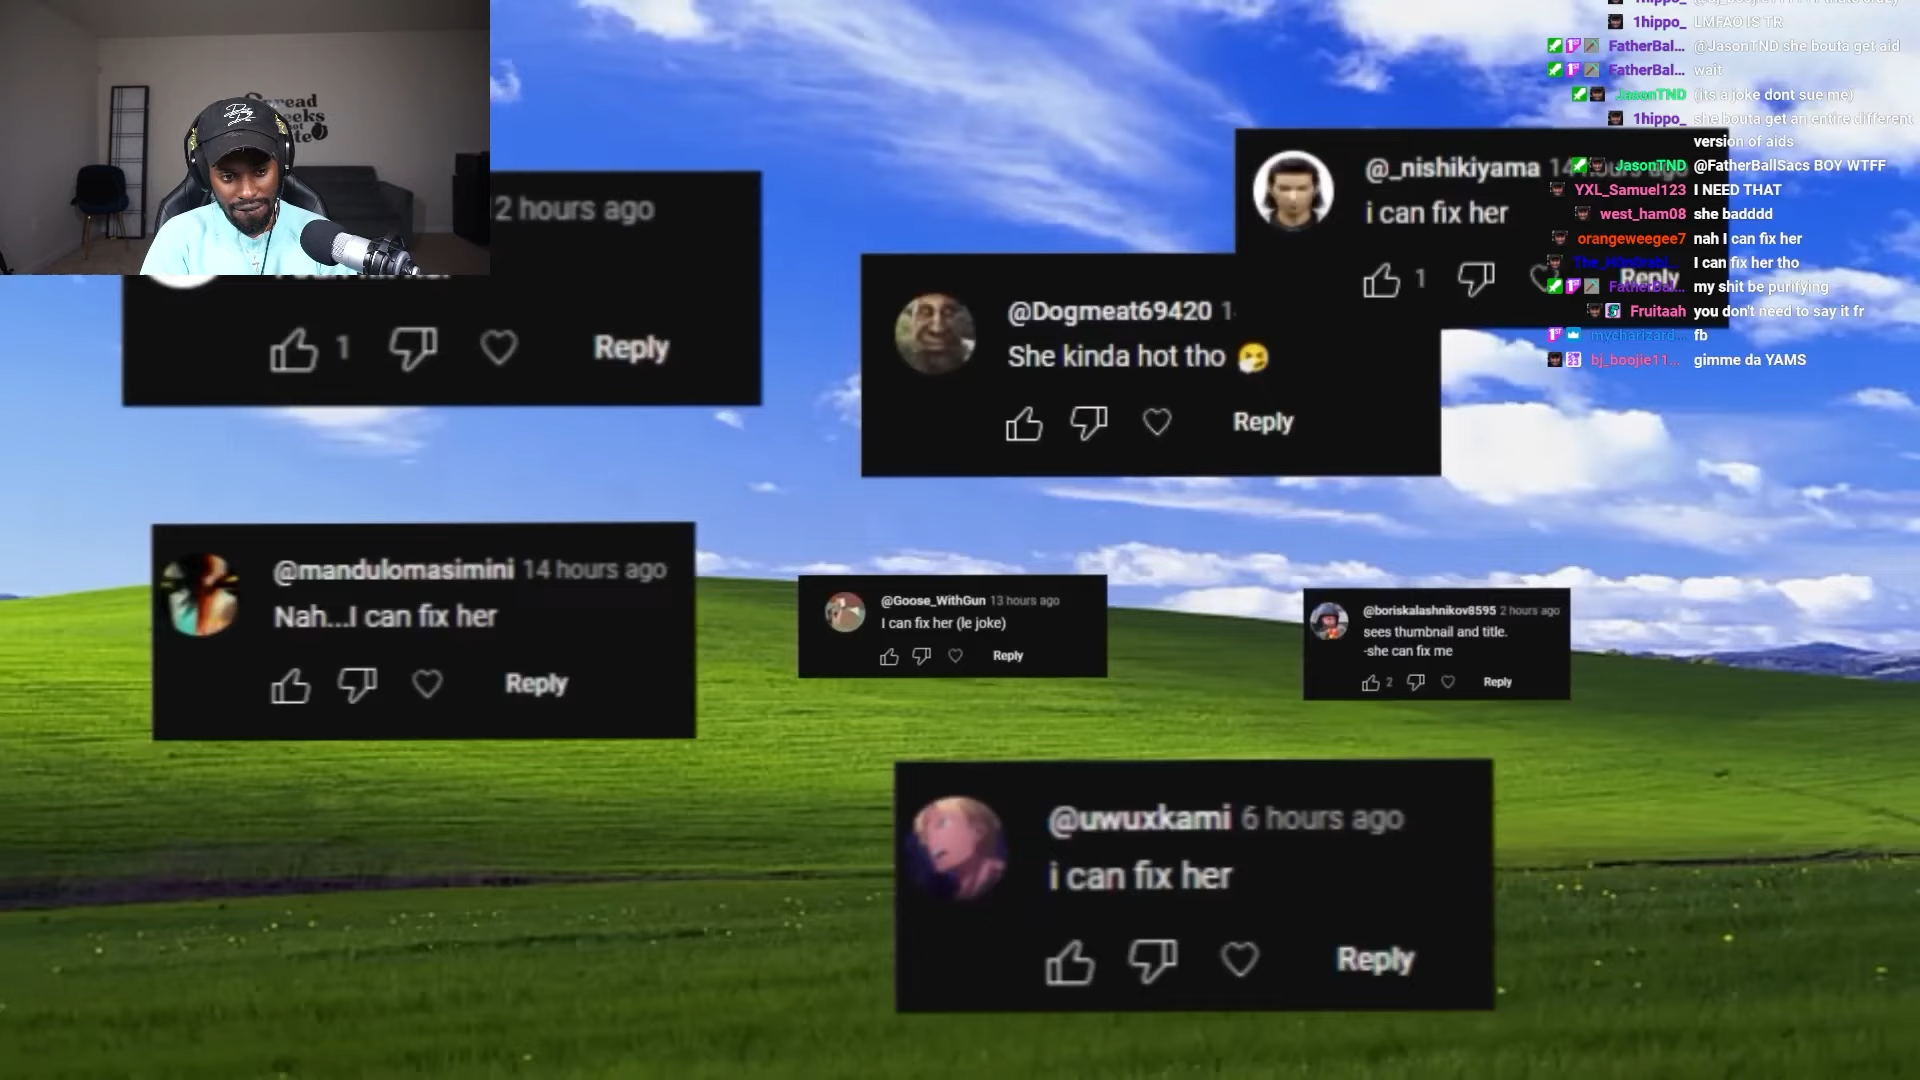 1hippo_ LMFAO IS TR
FatherBal... @JasonTND she bouta get aid
FatherBal... wait
JasonTND (its a joke dont sue me)
1hippo_ she bouta get an entire different
version of aids
JasonTND @FatherBallSacs BOY WTFF
YXL_Samuel123 I NEED THAT
west_ham08 she badddd
orangeweegee7 nah I can fix her
I can fix her tho
FatherBal... my shit be purifying
Fruitaah you don't need to say it fr
mycharizard... fb
bj_boojie11... gimme da YAMS
2 hours ago
1 Reply
@_nishikiyama
i can fix her
1 Reply
@Dogmeat69420 1
She kinda hot tho
Reply
@mandulomasimini 14 hours ago
Nah...I can fix her
Reply
@Goose_WithGun 13 hours ago
I can fix her (le joke)
Reply
@boriskalashnikov8595 2 hours ago
sees thumbnail and title.
-she can fix me
2 Reply
@uwuxkami 6 hours ago
i can fix her
Reply